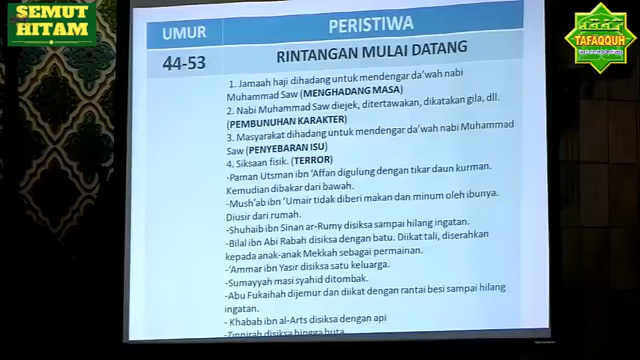 SEMUT
HITAM
TAFAQQUH
UMUR
PERISTIWA
44-53
RINTANGAN MULAI DATANG
1. Jamaah haji dihadang untuk mendengar da'wah nabi
Muhammad Saw (MENGHADANG MASA)
2. Nabi Muhammad Saw diejek, ditertawakan, dikatakan gila, dll.
(PEMBUNUHAN KARAKTER)
3. Masyarakat dihadang untuk mendengar da'wah nabi Muhammad
Saw (PENYEBARAN ISU)
4. Siksaan fisik. (TERROR)
-Paman Utsman ibn 'Affan digulung dengan tikar daun kurman.
Kemudian dibakar dari bawah.
-Mush'ab ibn 'Umair tidak diberi makan dan minum oleh ibunya.
Diusir dari rumah.
-Shuhaib ibn Sinan ar-Rumy disiksa sampai hilang ingatan.
-Bilal ibn Abi Rabah disiksa dengan batu. Diikat tali, diserahkan
kepada anak-anak Mekkah sebagai permainan.
-'Ammar ibn Yasir disiksa satu keluarga.
-Sumayyah masi syahid ditombak.
-Abu Fukaihah dijemur dan diikat dengan rantai besi sampai hilang
ingatan.
- Khabab ibn al-Arts disiksa dengan api
-Zinnirah disiksa hingga buta